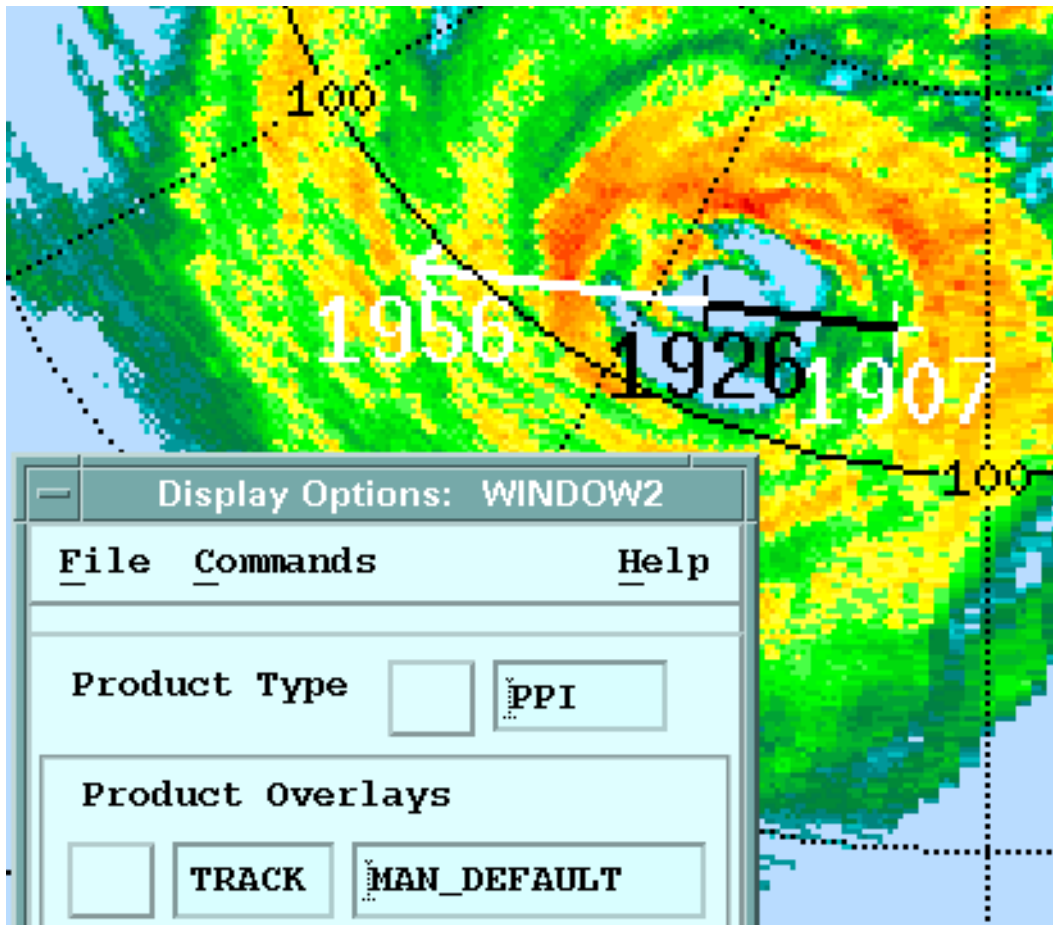 100
1956
1926
1907
100
Display Options: WINDOW2
File Commands Help
Product Type PPI
Product Overlays
TRACK MAN_DEFAULT